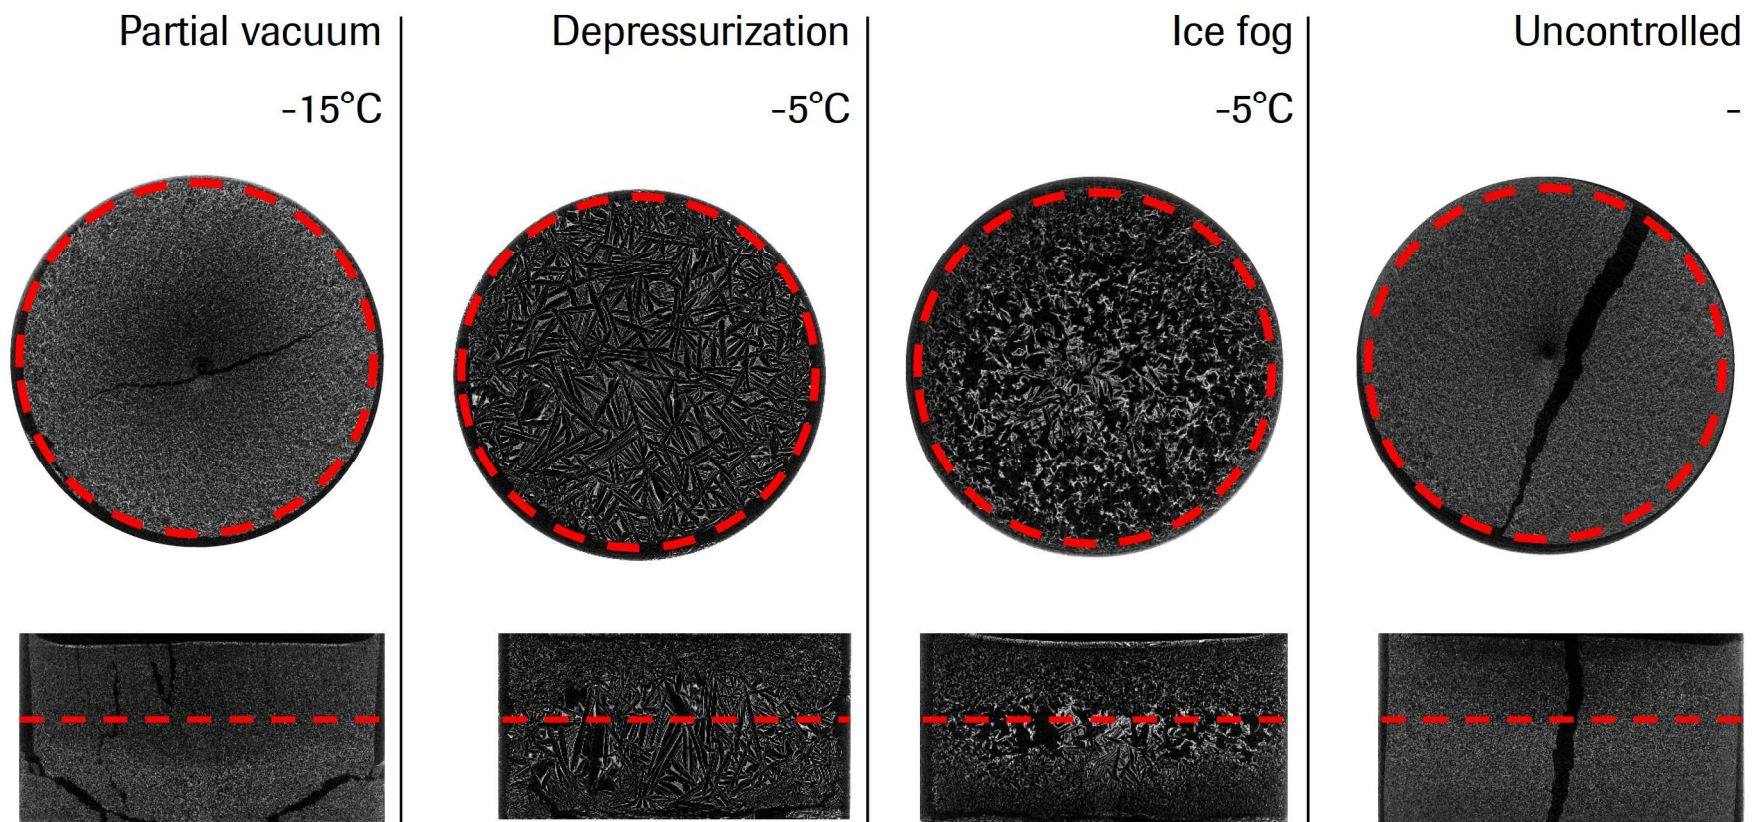 Partial vacuum
-15°C
Depressurization
-5°C
Ice fog
-5°C
Uncontrolled
-